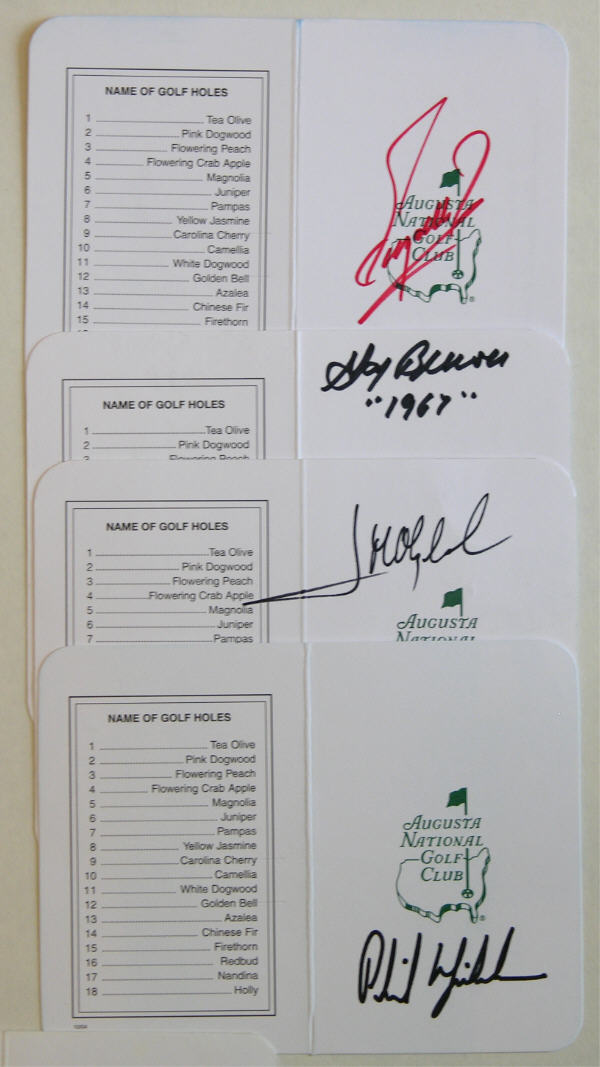 NAME OF GOLF HOLES
1 Tea Olive
2 Pink Dogwood
3 Flowering Peach
4 Flowering Crab Apple
5 Magnolia
6 Juniper
7 Pampas
8 Yellow Jasmine
9 Carolina Cherry
10 Camellia
11 White Dogwood
12 Golden Bell
13 Azalea
14 Chinese Fir
15 Firethorn
AUGUSTA
NATIONAL
GOLF
CLUB
NAME OF GOLF HOLES
1 Tea Olive
2 Pink Dogwood
3 Flowering Peach
"1967"
NAME OF GOLF HOLES
1 Tea Olive
2 Pink Dogwood
3 Flowering Peach
4 Flowering Crab Apple
5 Magnolia
6 Juniper
7 Pampas
AUGUSTA
NATIONAL
NAME OF GOLF HOLES
1 Tea Olive
2 Pink Dogwood
3 Flowering Peach
4 Flowering Crab Apple
5 Magnolia
6 Juniper
7 Pampas
8 Yellow Jasmine
9 Carolina Cherry
10 Camellia
11 White Dogwood
12 Golden Bell
13 Azalea
14 Chinese Fir
15 Firethorn
16 Redbud
17 Nandina
18 Holly
AUGUSTA
NATIONAL
GOLF
CLUB
Phil